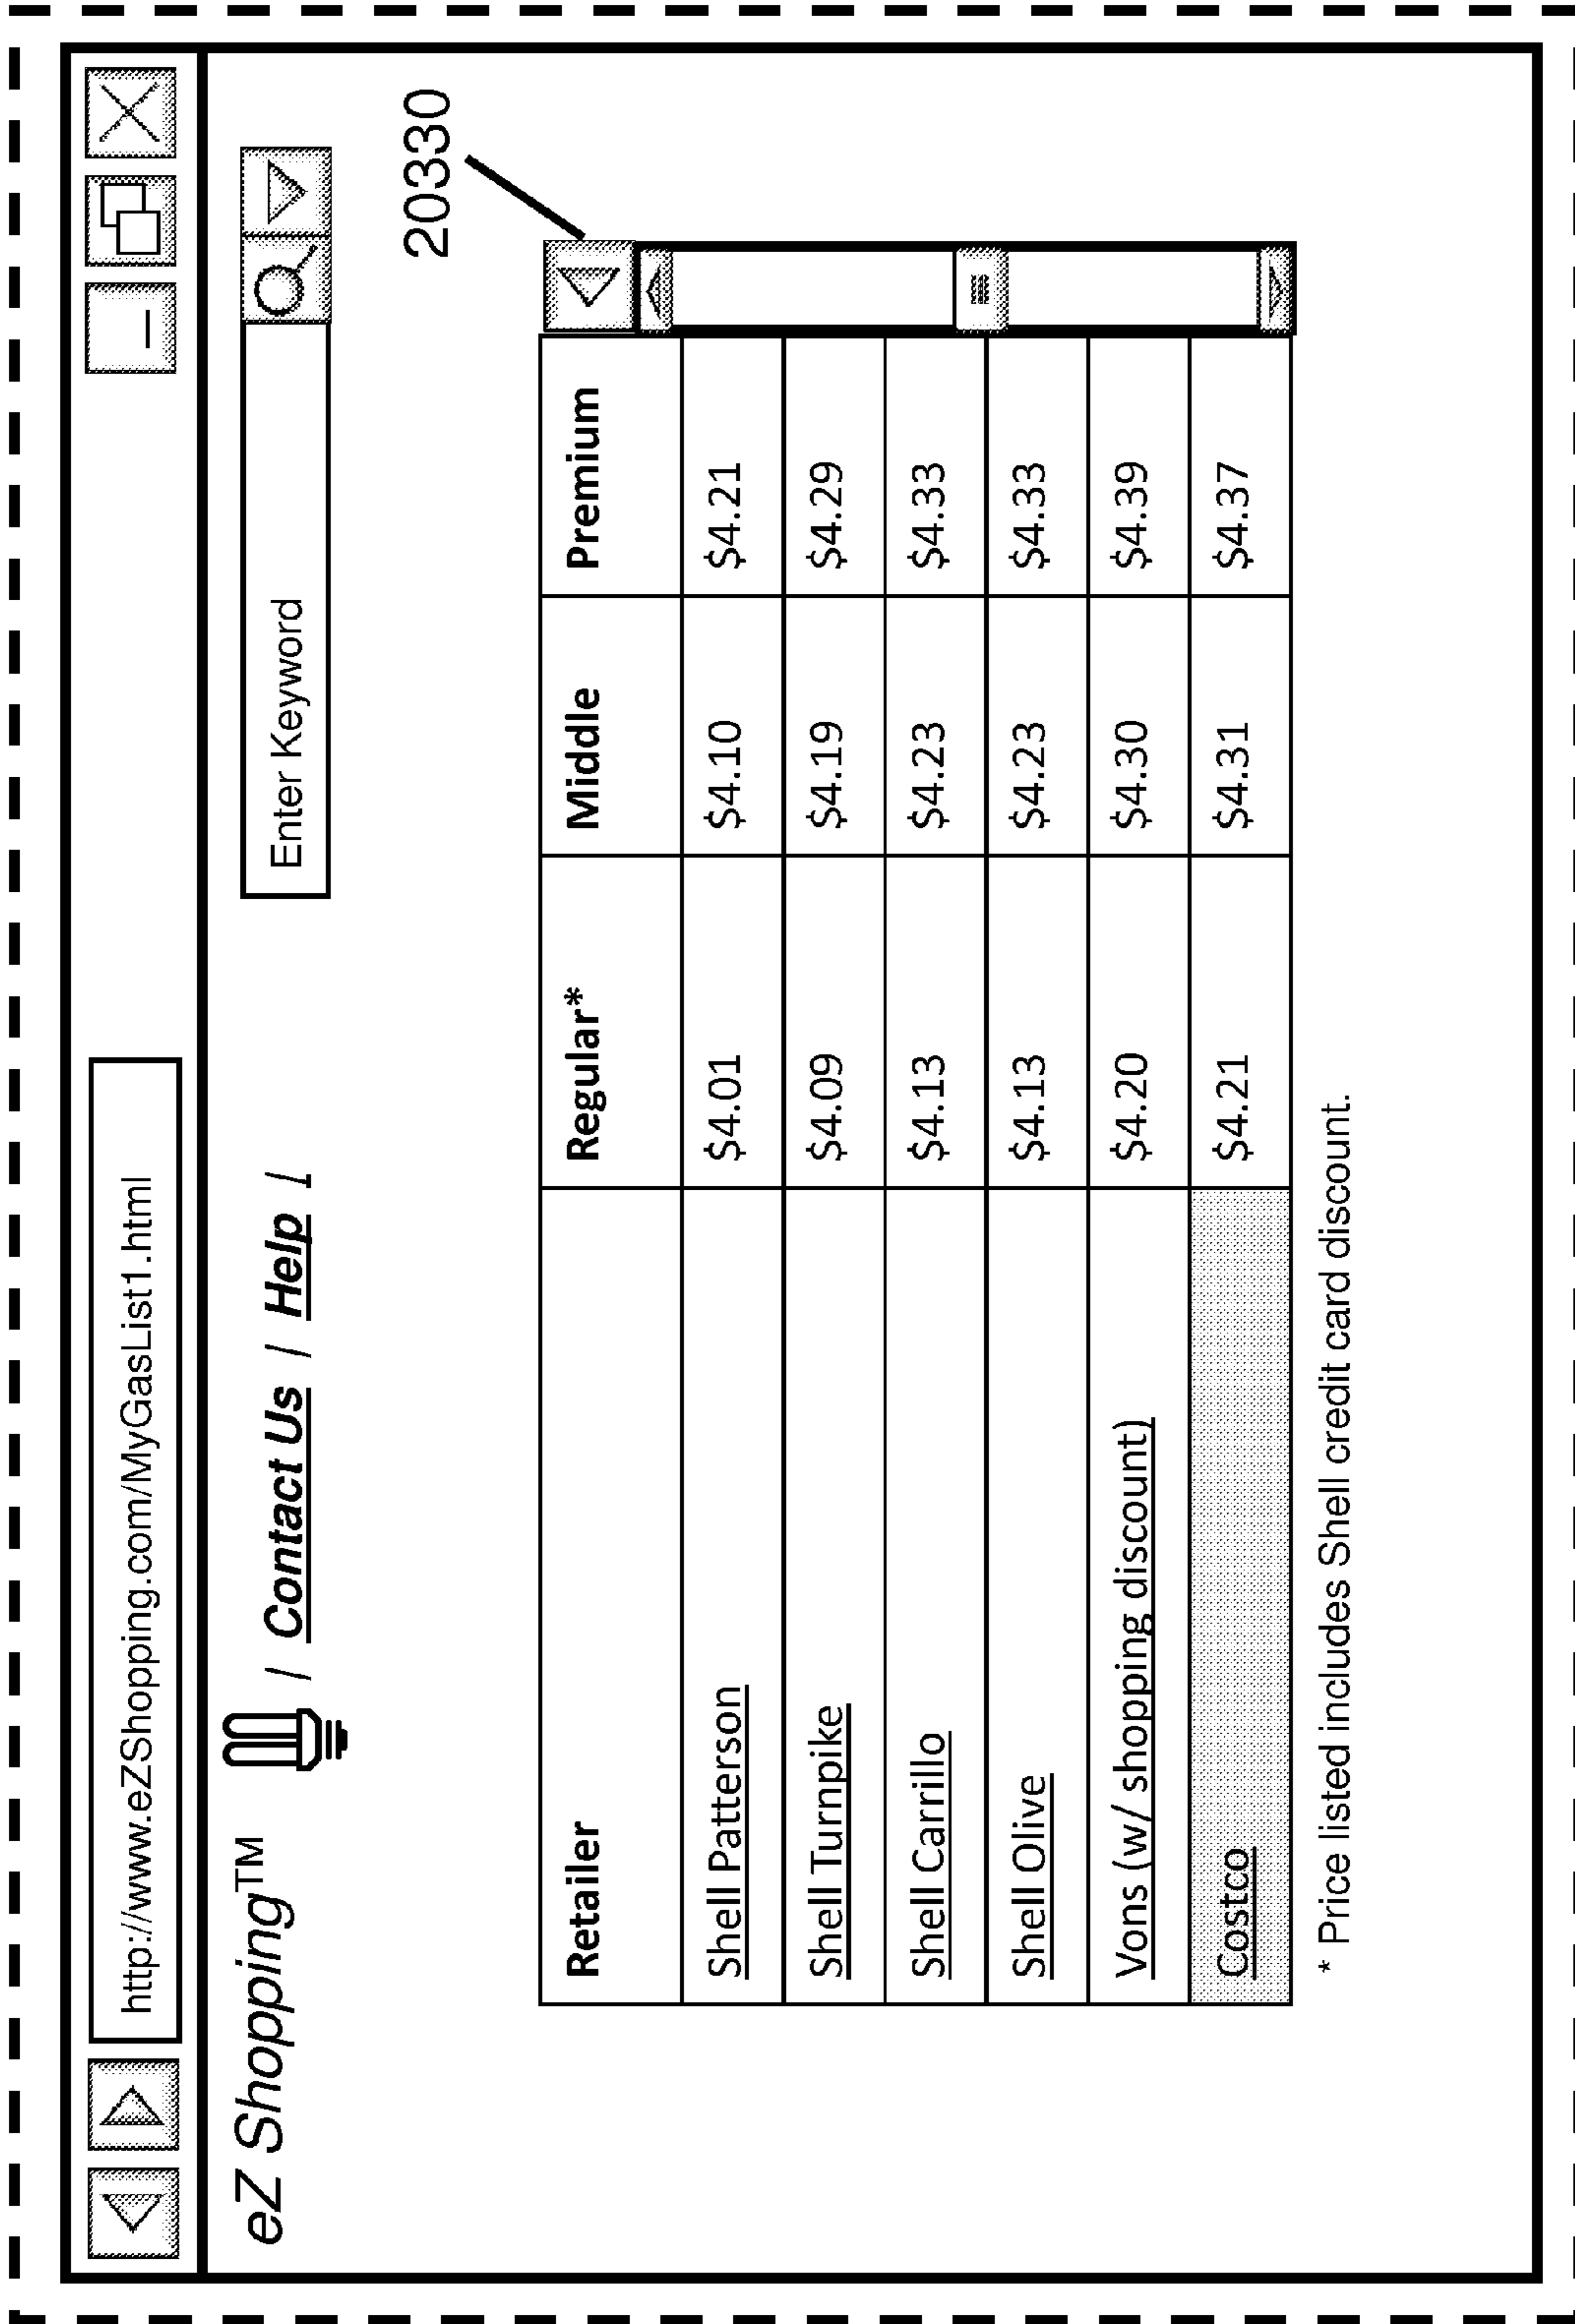 http://www.eZShopping.com/MyGasList1.html
eZ Shopping™ / Contact Us / Help / Enter Keyword
20330
Retailer Regular* Middle Premium
Shell Patterson $4.01 $4.10 $4.21
Shell Turnpike $4.09 $4.19 $4.29
Shell Carrillo $4.13 $4.23 $4.33
Shell Olive $4.13 $4.23 $4.33
Vons (w/ shopping discount) $4.20 $4.30 $4.39
Costco $4.21 $4.31 $4.37
* Price listed includes Shell credit card discount.